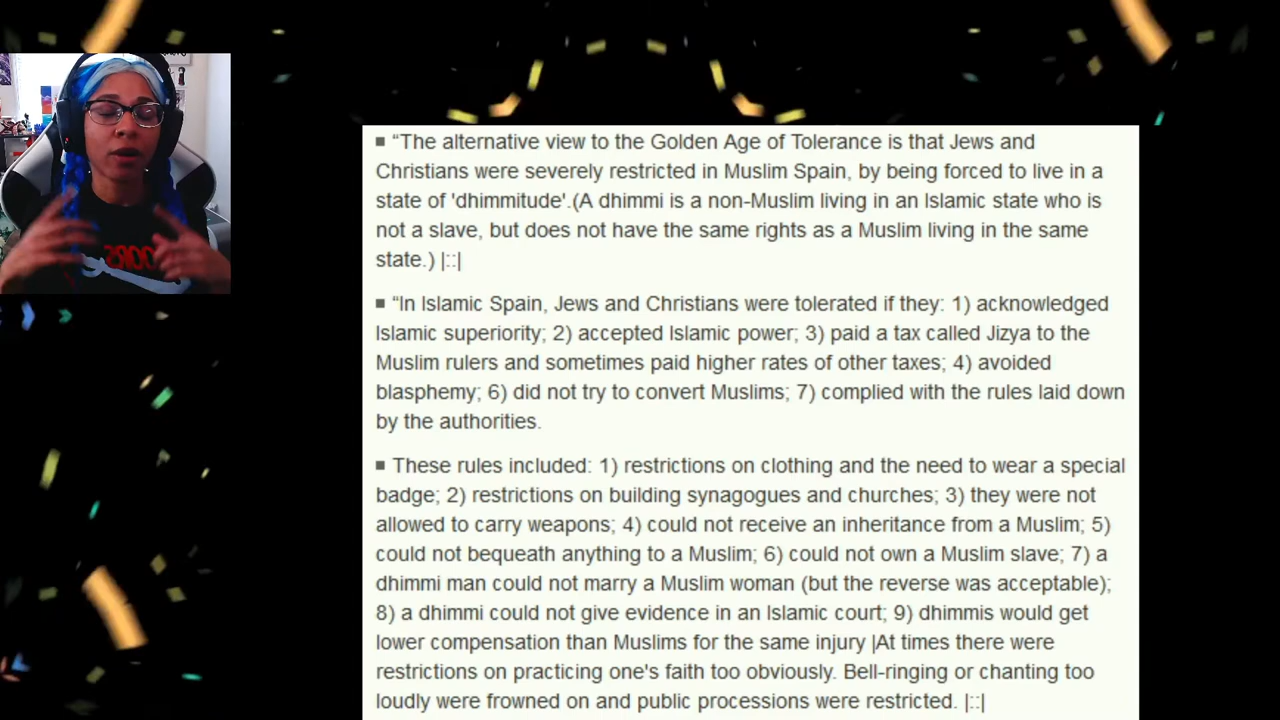 ■ “The alternative view to the Golden Age of Tolerance is that Jews and
Christians were severely restricted in Muslim Spain, by being forced to live in a
state of 'dhimmitude'.(A dhimmi is a non-Muslim living in an Islamic state who is
not a slave, but does not have the same rights as a Muslim living in the same
state.) |::|
■ “In Islamic Spain, Jews and Christians were tolerated if they: 1) acknowledged
Islamic superiority; 2) accepted Islamic power; 3) paid a tax called Jizya to the
Muslim rulers and sometimes paid higher rates of other taxes; 4) avoided
blasphemy; 6) did not try to convert Muslims; 7) complied with the rules laid down
by the authorities.
■ These rules included: 1) restrictions on clothing and the need to wear a special
badge; 2) restrictions on building synagogues and churches; 3) they were not
allowed to carry weapons; 4) could not receive an inheritance from a Muslim; 5)
could not bequeath anything to a Muslim; 6) could not own a Muslim slave; 7) a
dhimmi man could not marry a Muslim woman (but the reverse was acceptable);
8) a dhimmi could not give evidence in an Islamic court; 9) dhimmis would get
lower compensation than Muslims for the same injury |At times there were
restrictions on practicing one's faith too obviously. Bell-ringing or chanting too
loudly were frowned on and public processions were restricted. |::|